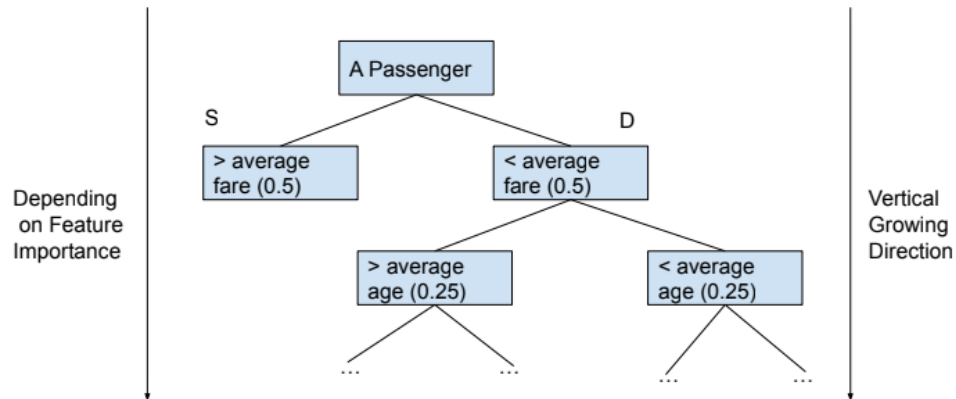 A Passenger
S
D
> average
fare (0.5)
< average
fare (0.5)
Depending
on Feature
Importance
Vertical
Growing
Direction
> average
age (0.25)
< average
age (0.25)
...
...
...
...